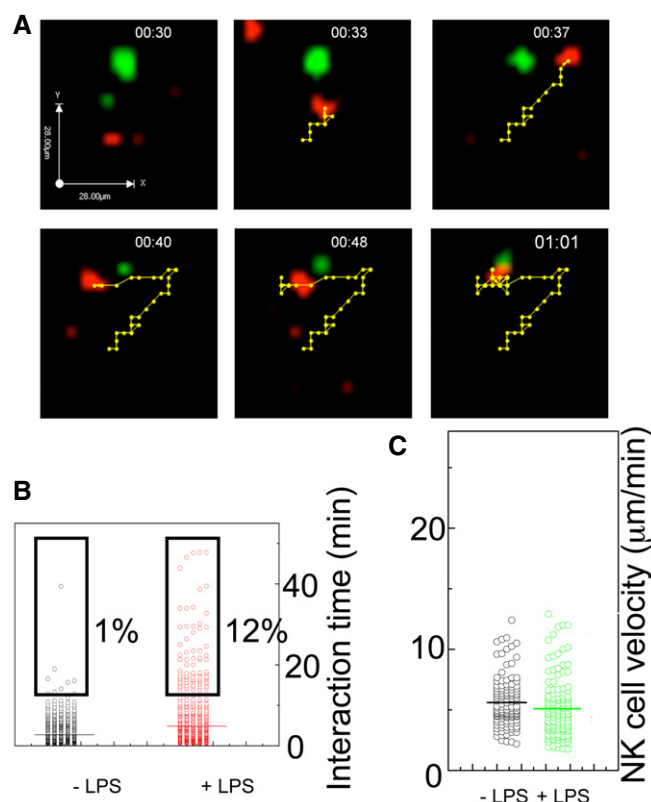 A
00:30
00:33
00:37
Y
28.00µm
X
28.00µm
00:40
00:48
01:01
B
1%
12%
40
20
0
Interaction time (min)
- LPS
+ LPS
C
20
10
0
NK cell velocity (µm/min)
- LPS + LPS